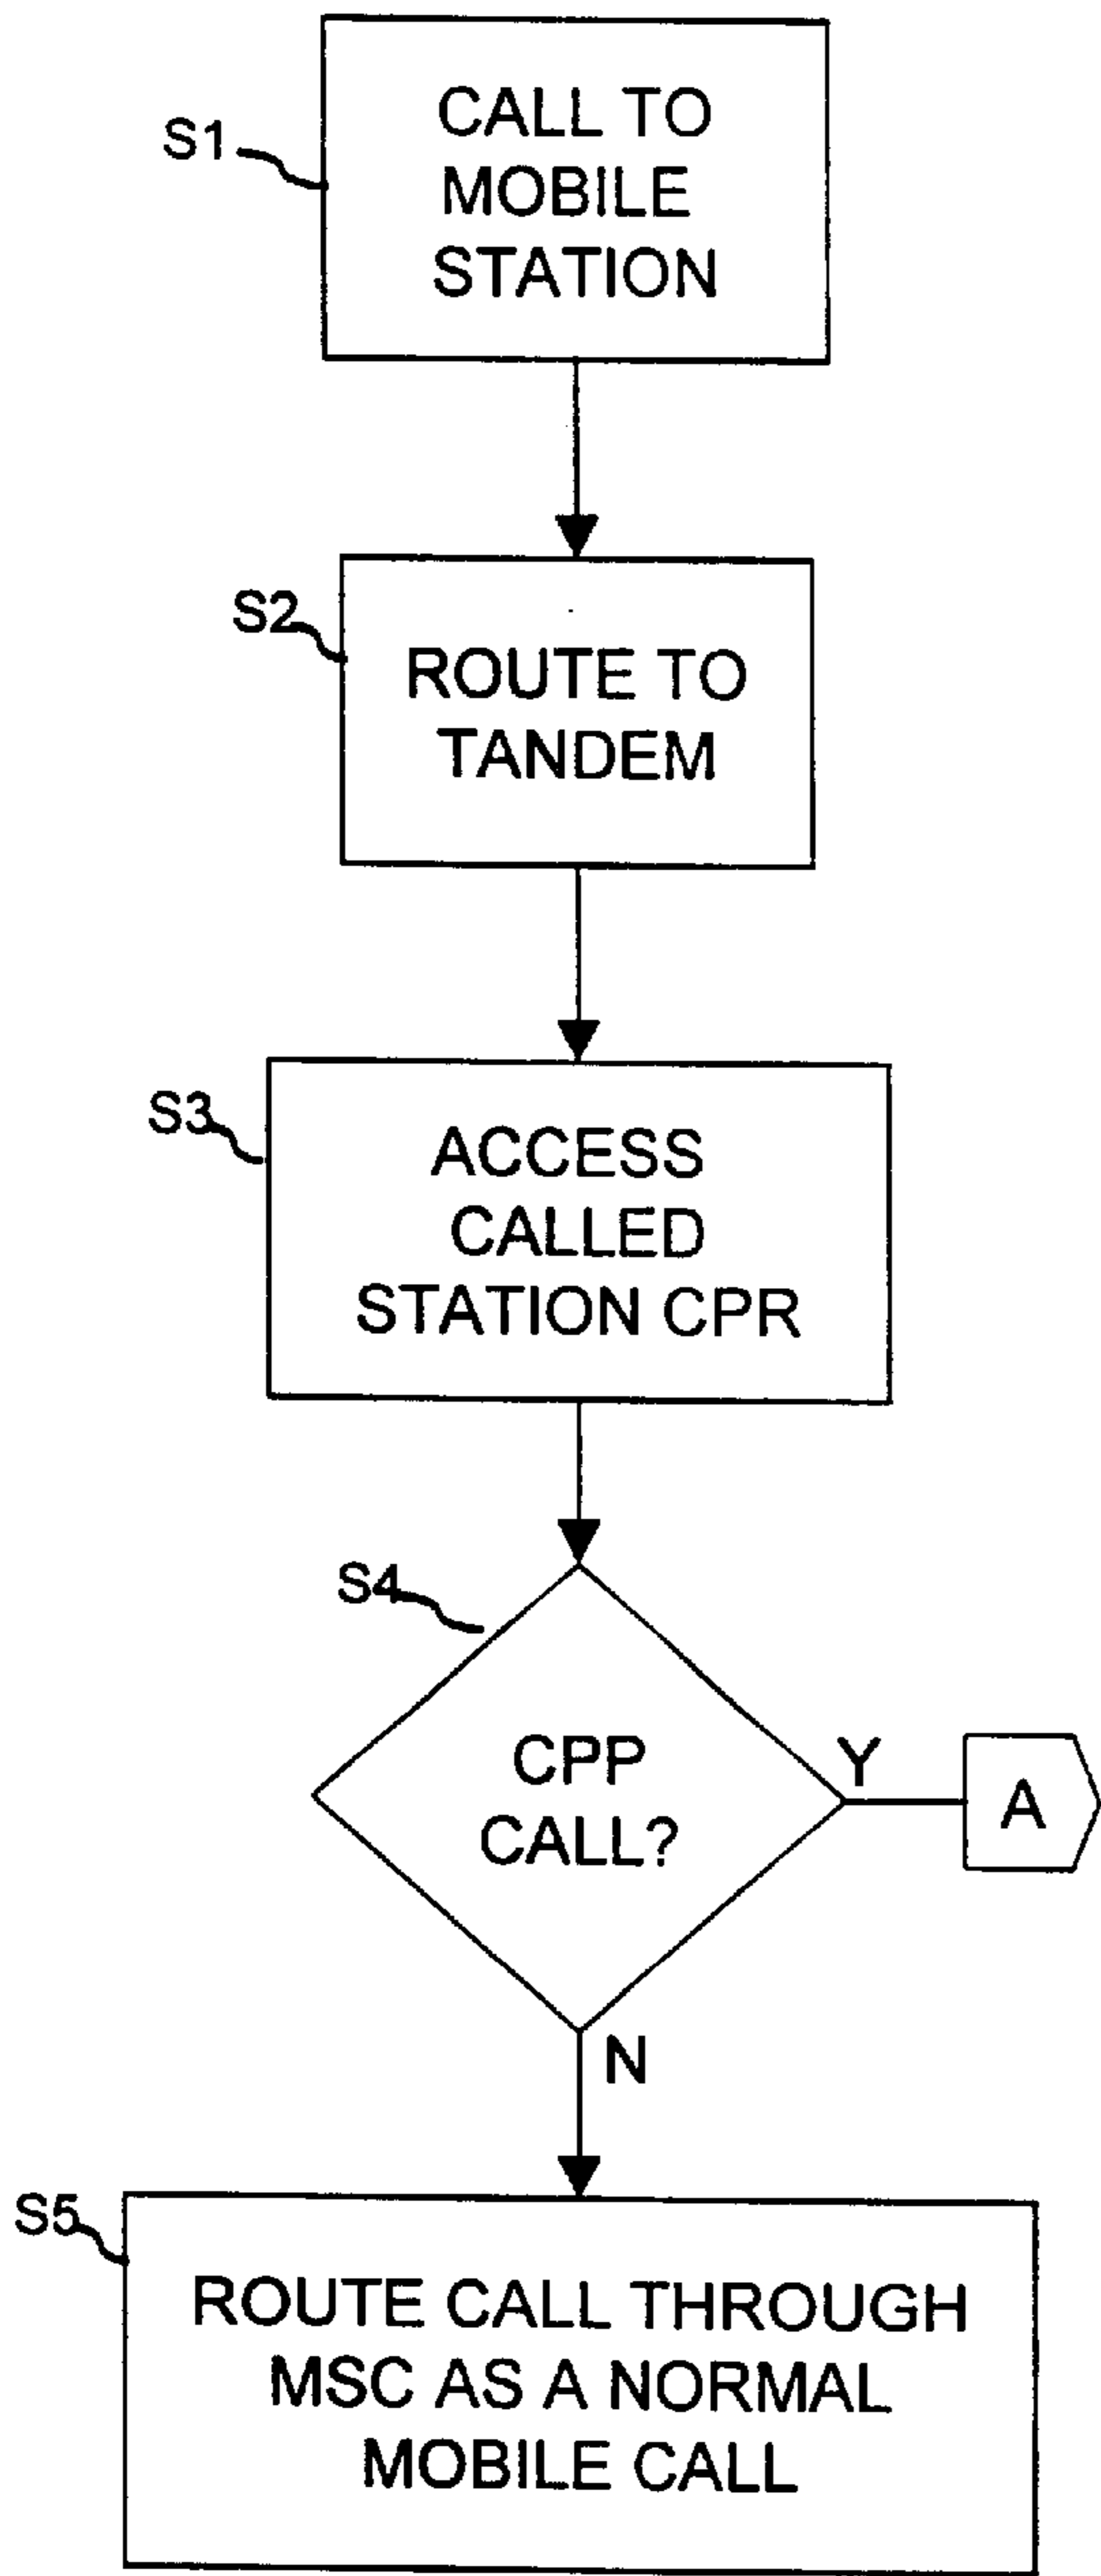 S1
CALL TO
MOBILE
STATION
S2
ROUTE TO
TANDEM
S3
ACCESS
CALLED
STATION CPR
S4
CPP
CALL?
Y
A
N
S5
ROUTE CALL THROUGH
MSC AS A NORMAL
MOBILE CALL